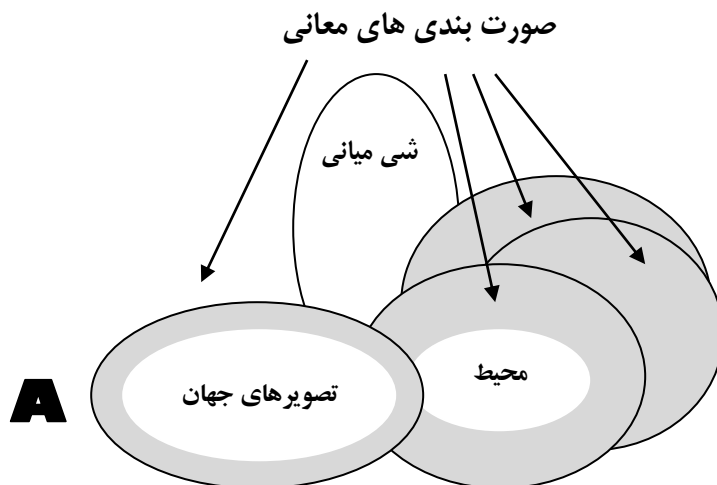 صورت بندی های معانی
شی میانی
محیط
تصویرهای جهان
A